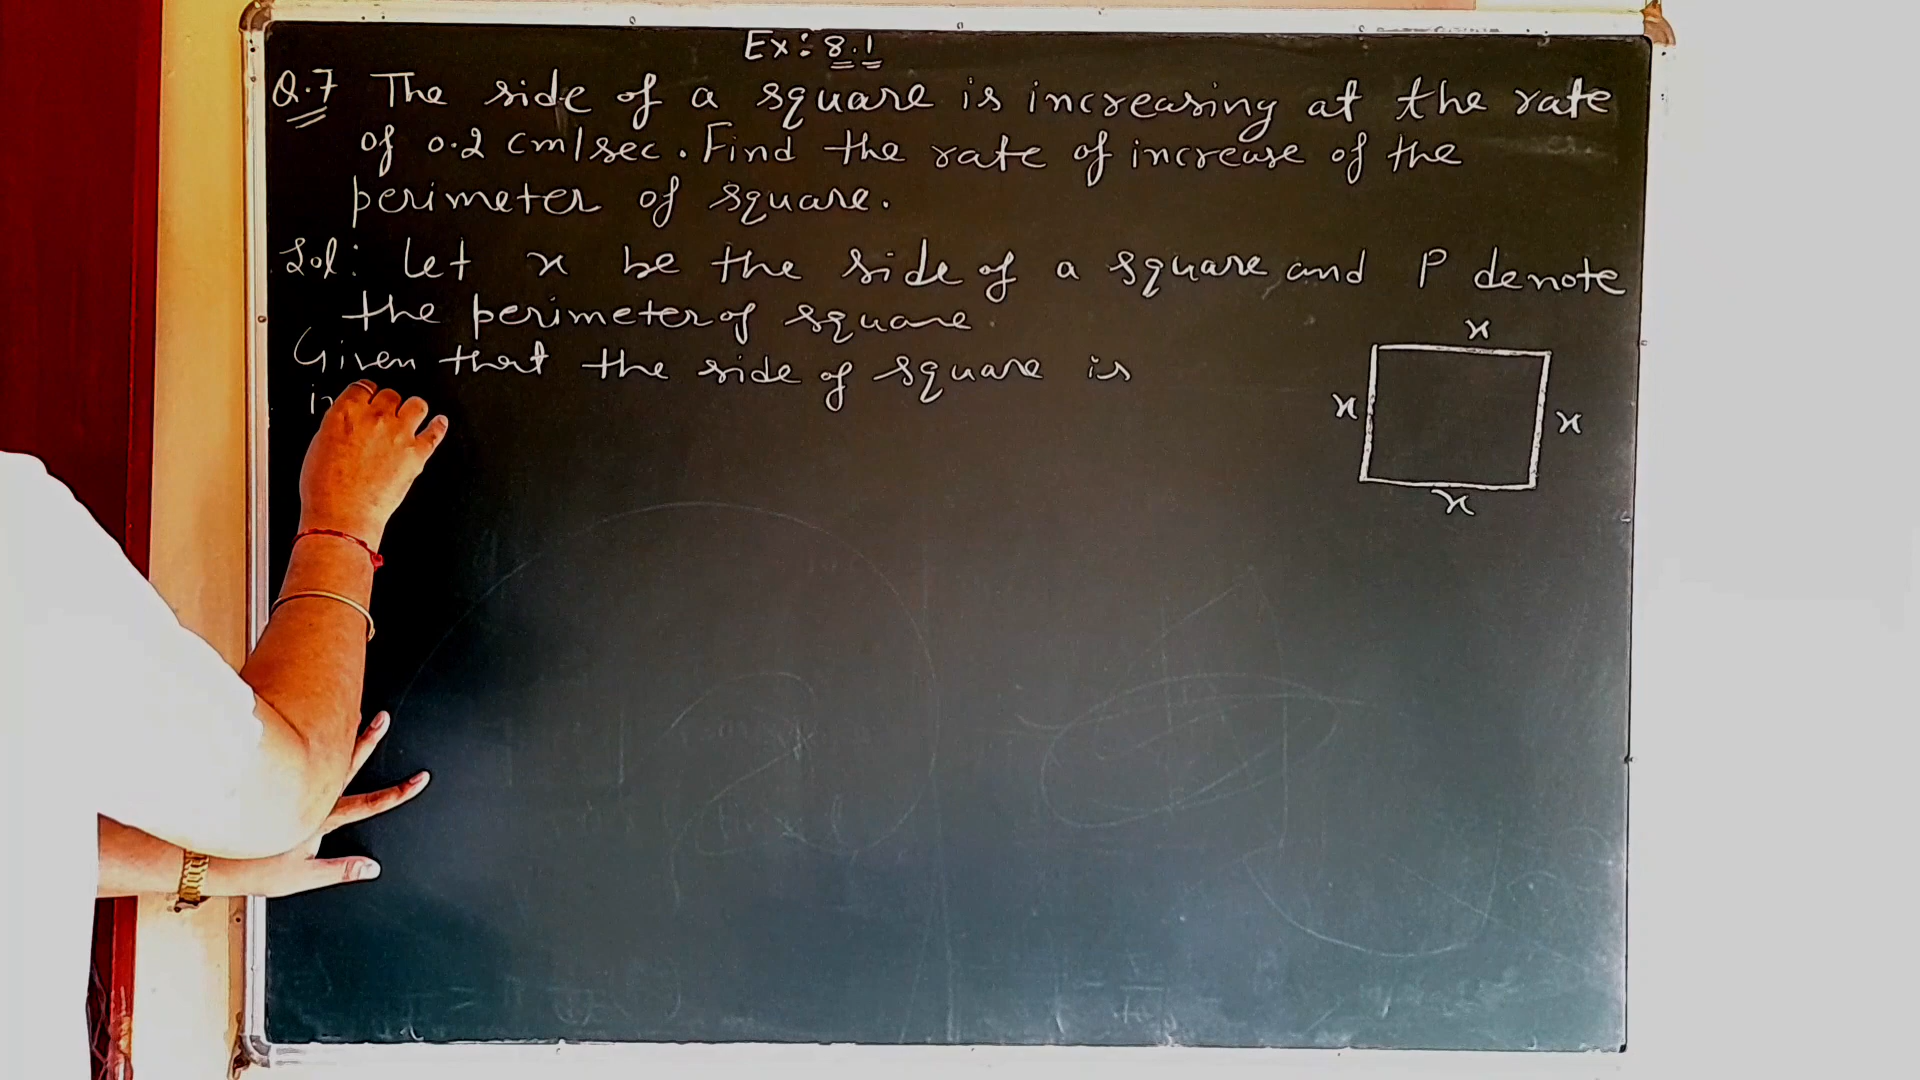 Ex: 8.1
Q.7 The side of a square is increasing at the rate
of 0.2 cm/sec. Find the rate of increase of the
perimeter of square.
Sol: Let x be the side of a square and P denote
the perimeter of square.
Given that the side of square is
x
x
x
x